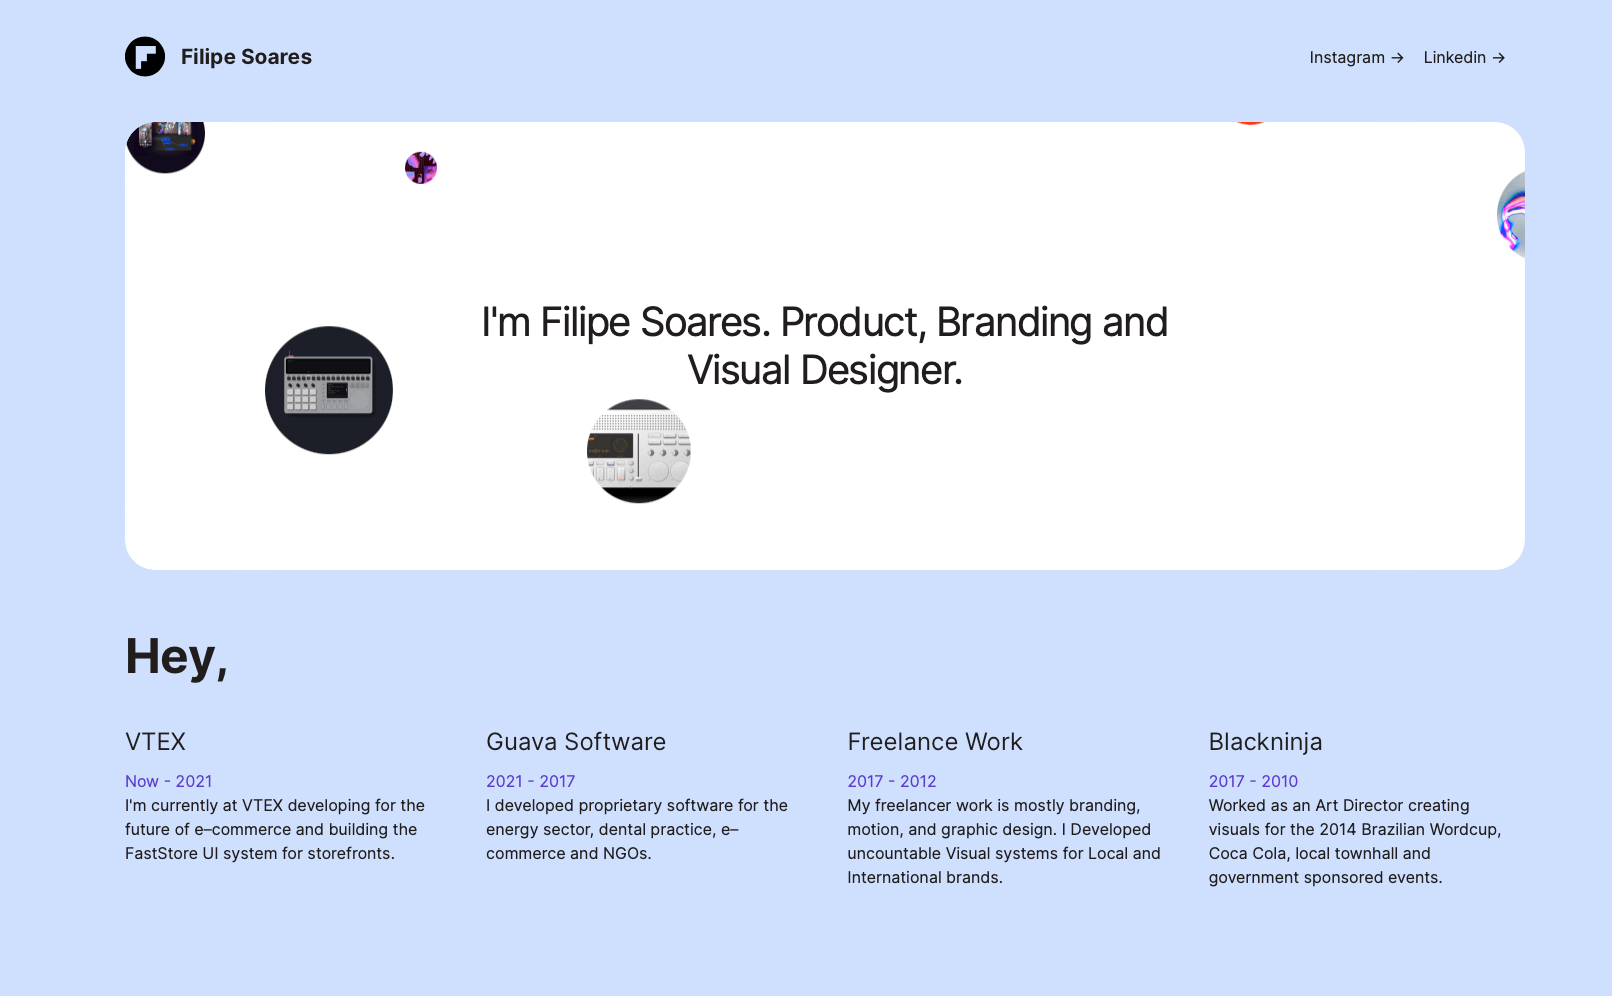 Filipe Soares
Instagram →
Linkedin →
I'm Filipe Soares. Product, Branding and
Visual Designer.
Hey,
VTEX
Now - 2021
I'm currently at VTEX developing for the
future of e–commerce and building the
FastStore UI system for storefronts.
Guava Software
2021 - 2017
I developed proprietary software for the
energy sector, dental practice, e–
commerce and NGOs.
Freelance Work
2017 - 2012
My freelancer work is mostly branding,
motion, and graphic design. I Developed
uncountable Visual systems for Local and
International brands.
Blackninja
2017 - 2010
Worked as an Art Director creating
visuals for the 2014 Brazilian Wordcup,
Coca Cola, local townhall and
government sponsored events.